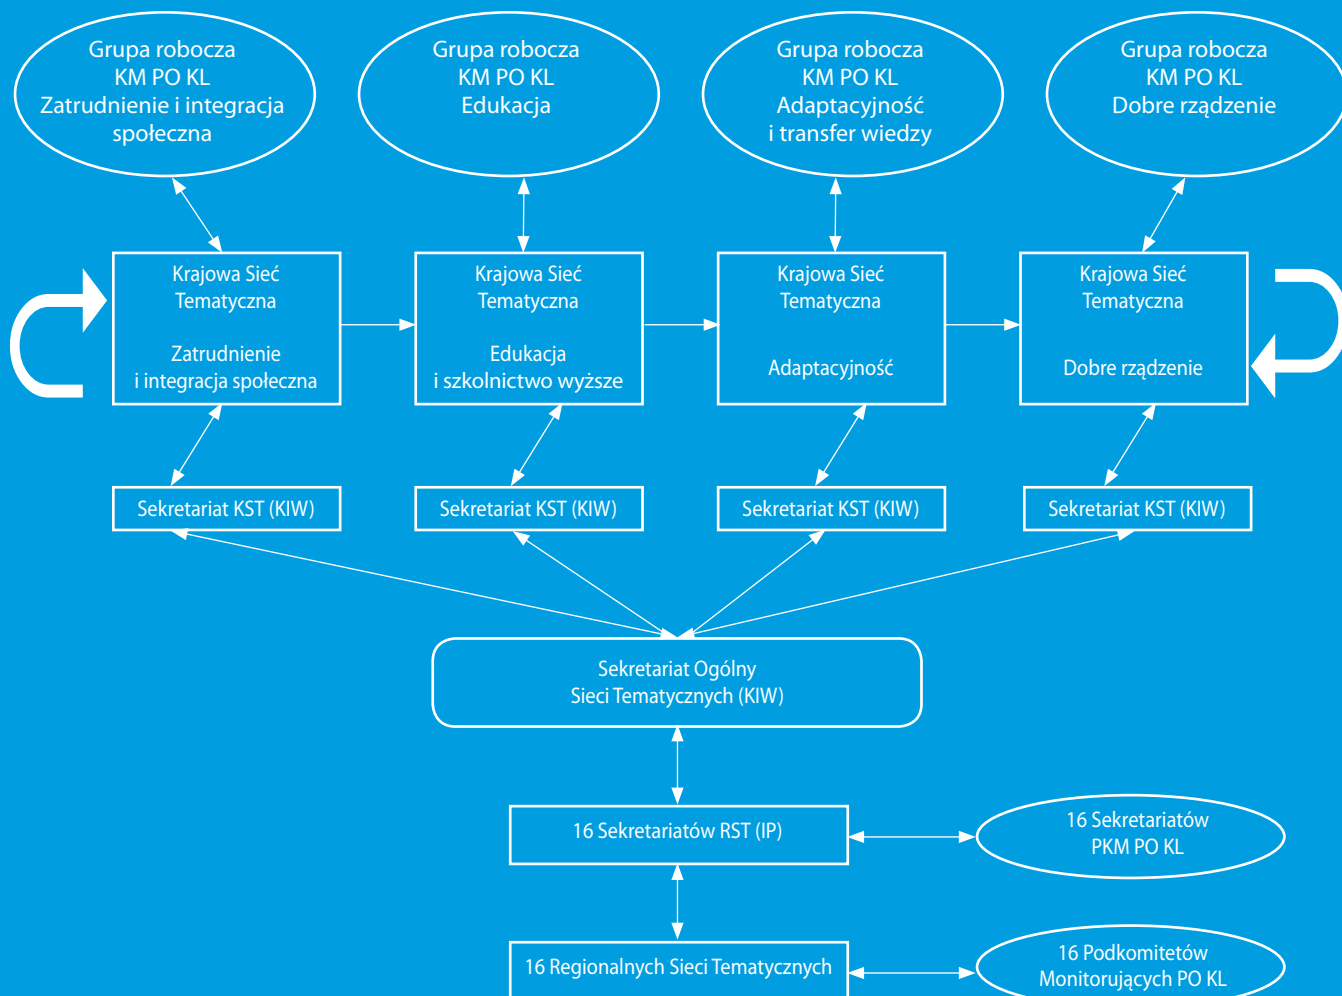 Grupa robocza
KM PO KL
Zatrudnienie i integracja
społeczna
Grupa robocza
KM PO KL
Edukacja
Grupa robocza
KM PO KL
Adaptacyjność
i transfer wiedzy
Grupa robocza
KM PO KL
Dobre rządzenie
Krajowa Sieć
Tematyczna
Zatrudnienie
i integracja społeczna
Krajowa Sieć
Tematyczna
Edukacja
i szkolnictwo wyższe
Krajowa Sieć
Tematyczna
Adaptacyjność
Krajowa Sieć
Tematyczna
Dobre rządzenie
Sekretariat KST (KIW)
Sekretariat KST (KIW)
Sekretariat KST (KIW)
Sekretariat KST (KIW)
Sekretariat Ogólny
Sieci Tematycznych (KIW)
16 Sekretariatów RST (IP)
16 Sekretariatów
PKM PO KL
16 Regionalnych Sieci Tematycznych
16 Podkomitetów
Monitorujących PO KL